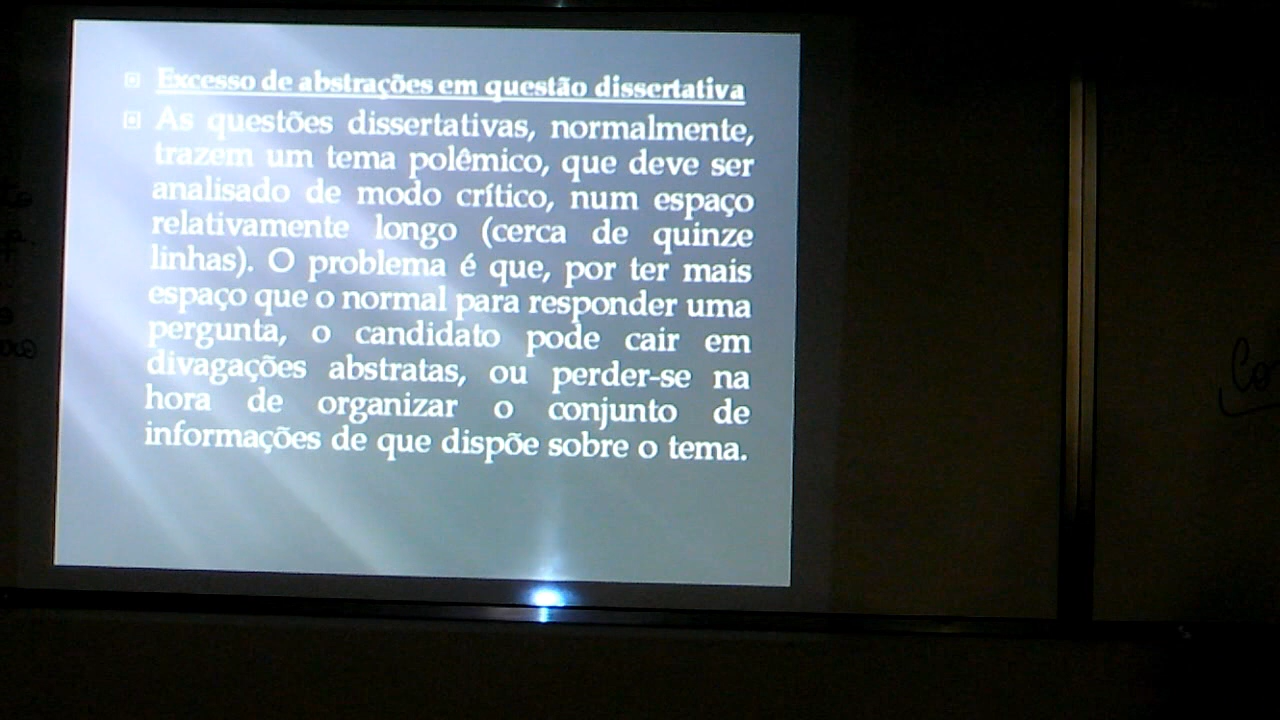 Excesso de abstrações em questão dissertativa
As questões dissertativas, normalmente,
trazem um tema polêmico, que deve ser
analisado de modo crítico, num espaço
relativamente longo (cerca de quinze
linhas). O problema é que, por ter mais
espaço que o normal para responder uma
pergunta, o candidato pode cair em
divagações abstratas, ou perder-se na
hora de organizar o conjunto de
informações de que dispõe sobre o tema.